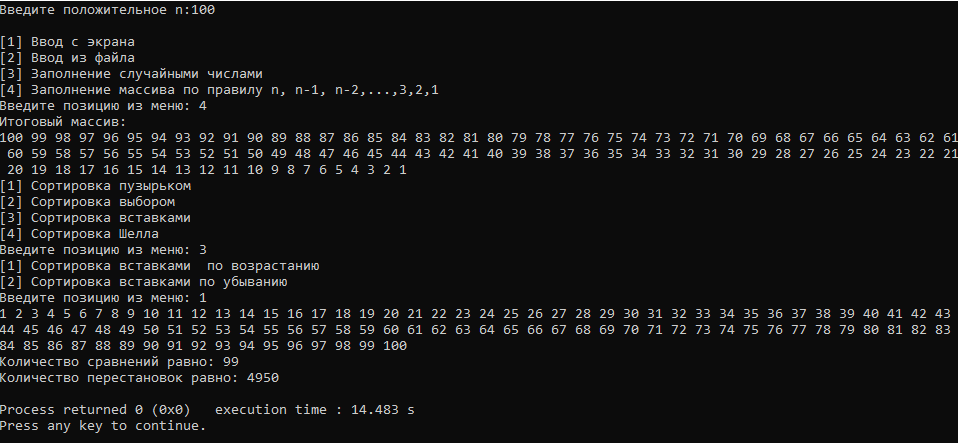 Введите положительное n:100
[1] Ввод с экрана
[2] Ввод из файла
[3] Заполнение случайными числами
[4] Заполнение массива по правилу n, n-1, n-2,...,3,2,1
Введите позицию из меню: 4
Итоговый массив:
100 99 98 97 96 95 94 93 92 91 90 89 88 87 86 85 84 83 82 81 80 79 78 77 76 75 74 73 72 71 70 69 68 67 66 65 64 63 62 61
60 59 58 57 56 55 54 53 52 51 50 49 48 47 46 45 44 43 42 41 40 39 38 37 36 35 34 33 32 31 30 29 28 27 26 25 24 23 22 21
20 19 18 17 16 15 14 13 12 11 10 9 8 7 6 5 4 3 2 1
[1] Сортировка пузырьком
[2] Сортировка выбором
[3] Сортировка вставками
[4] Сортировка Шелла
Введите позицию из меню: 3
[1] Сортировка вставками  по возрастанию
[2] Сортировка вставками по убыванию
Введите позицию из меню: 1
1 2 3 4 5 6 7 8 9 10 11 12 13 14 15 16 17 18 19 20 21 22 23 24 25 26 27 28 29 30 31 32 33 34 35 36 37 38 39 40 41 42 43
44 45 46 47 48 49 50 51 52 53 54 55 56 57 58 59 60 61 62 63 64 65 66 67 68 69 70 71 72 73 74 75 76 77 78 79 80 81 82 83
84 85 86 87 88 89 90 91 92 93 94 95 96 97 98 99 100
Количество сравнений равно: 99
Количество перестановок равно: 4950
Process returned 0 (0x0)   execution time : 14.483 s
Press any key to continue.